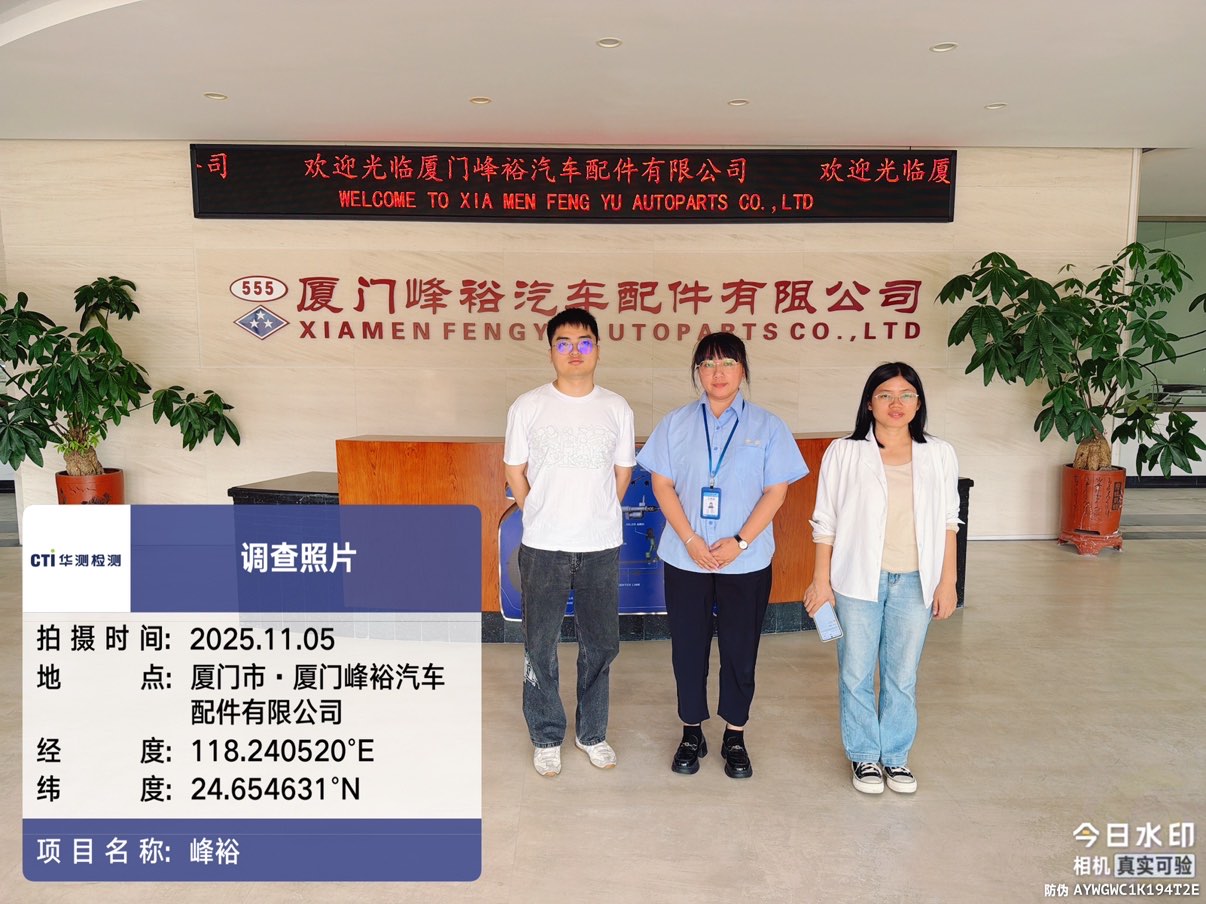 公司 欢迎光临厦门峰裕汽车配件有限公司 欢迎光临厦
WELCOME TO XIA MEN FENG YU AUTOPARTS CO.,LTD
555 厦门峰裕汽车配件有限公司
XIAMEN FENGYU AUTOPARTS CO.,LTD
CTi 华测检测
调查照片
拍摄时间: 2025.11.05
地点: 厦门市·厦门峰裕汽车
配件有限公司
经度: 118.240520°E
纬度: 24.654631°N
项目名称: 峰裕
今日水印
相机 真实可验
防伪 AYWGWC1K194T2E